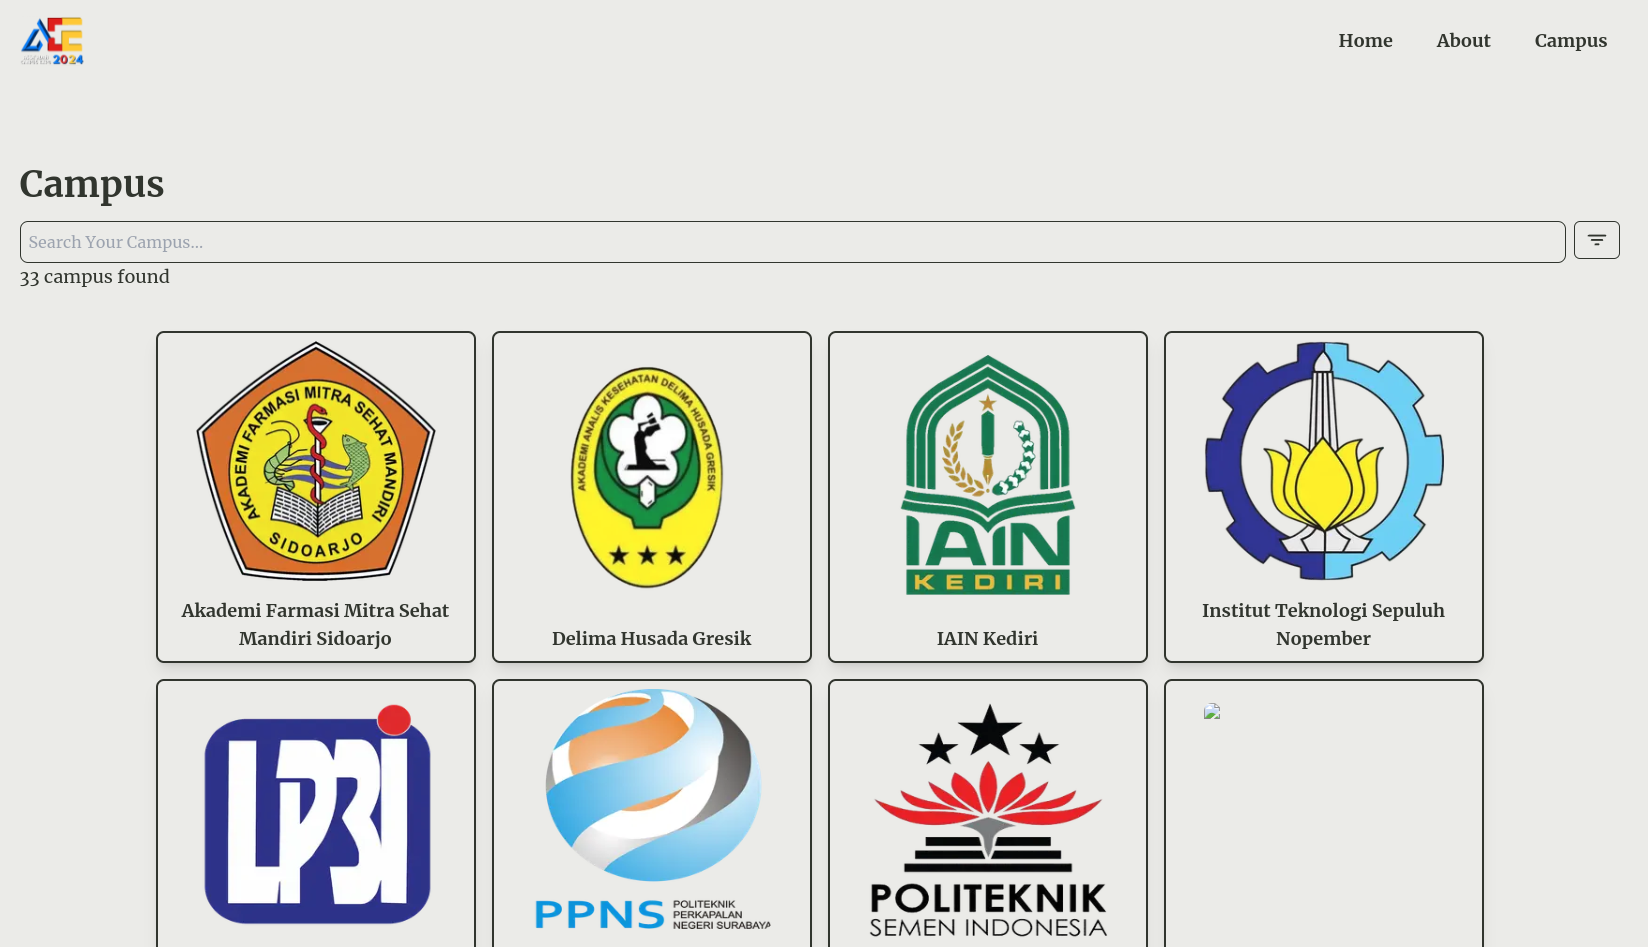 2024
Home
About
Campus
Campus
Search Your Campus...
33 campus found
AKADEMI FARMASI MITRA SEHAT MANDIRI
SIDOARJO
AKADEMI ANALIS KESEHATAN DELIMA HUSADA GRESIK
IAIN
KEDIRI
Akademi Farmasi Mitra Sehat
Mandiri Sidoarjo
Delima Husada Gresik
IAIN Kediri
Institut Teknologi Sepuluh
Nopember
LP3I
PPNS
POLITEKNIK
PERKAPALAN
NEGERI SURABAYA
POLITEKNIK
SEMEN INDONESIA